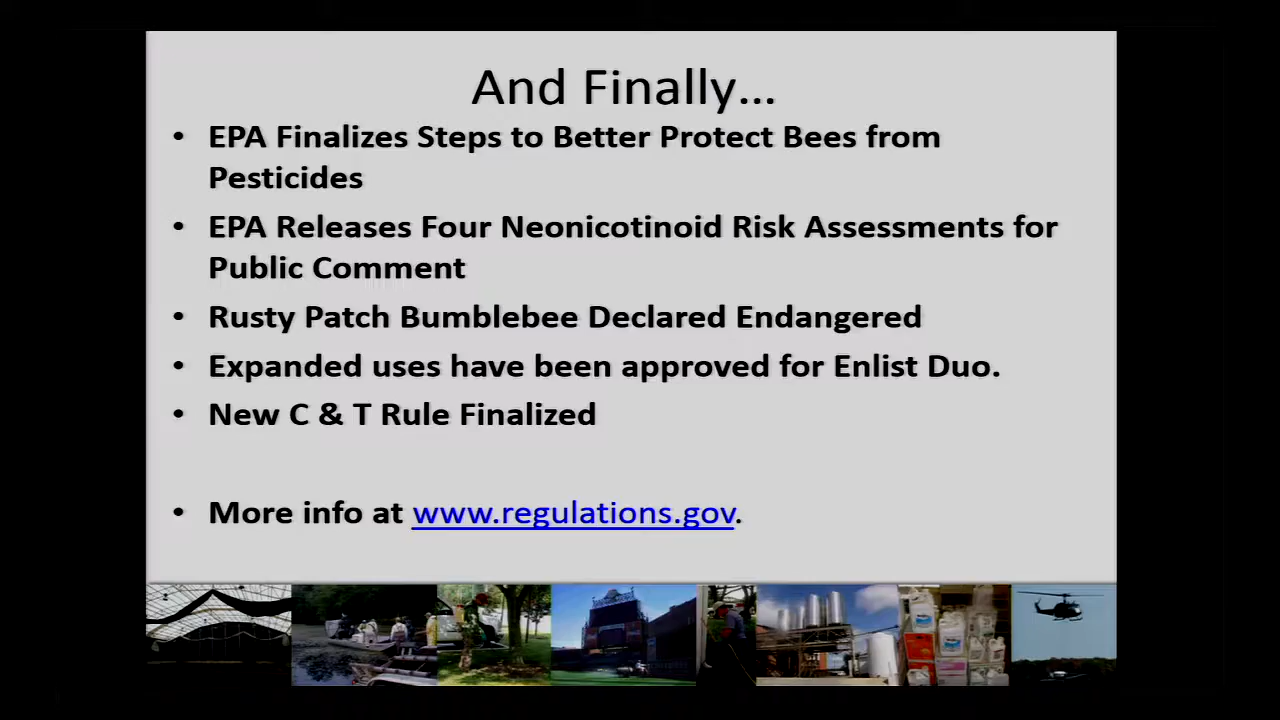 And Finally...
• EPA Finalizes Steps to Better Protect Bees from
Pesticides
• EPA Releases Four Neonicotinoid Risk Assessments for
Public Comment
• Rusty Patch Bumblebee Declared Endangered
• Expanded uses have been approved for Enlist Duo.
• New C & T Rule Finalized
• More info at www.regulations.gov.